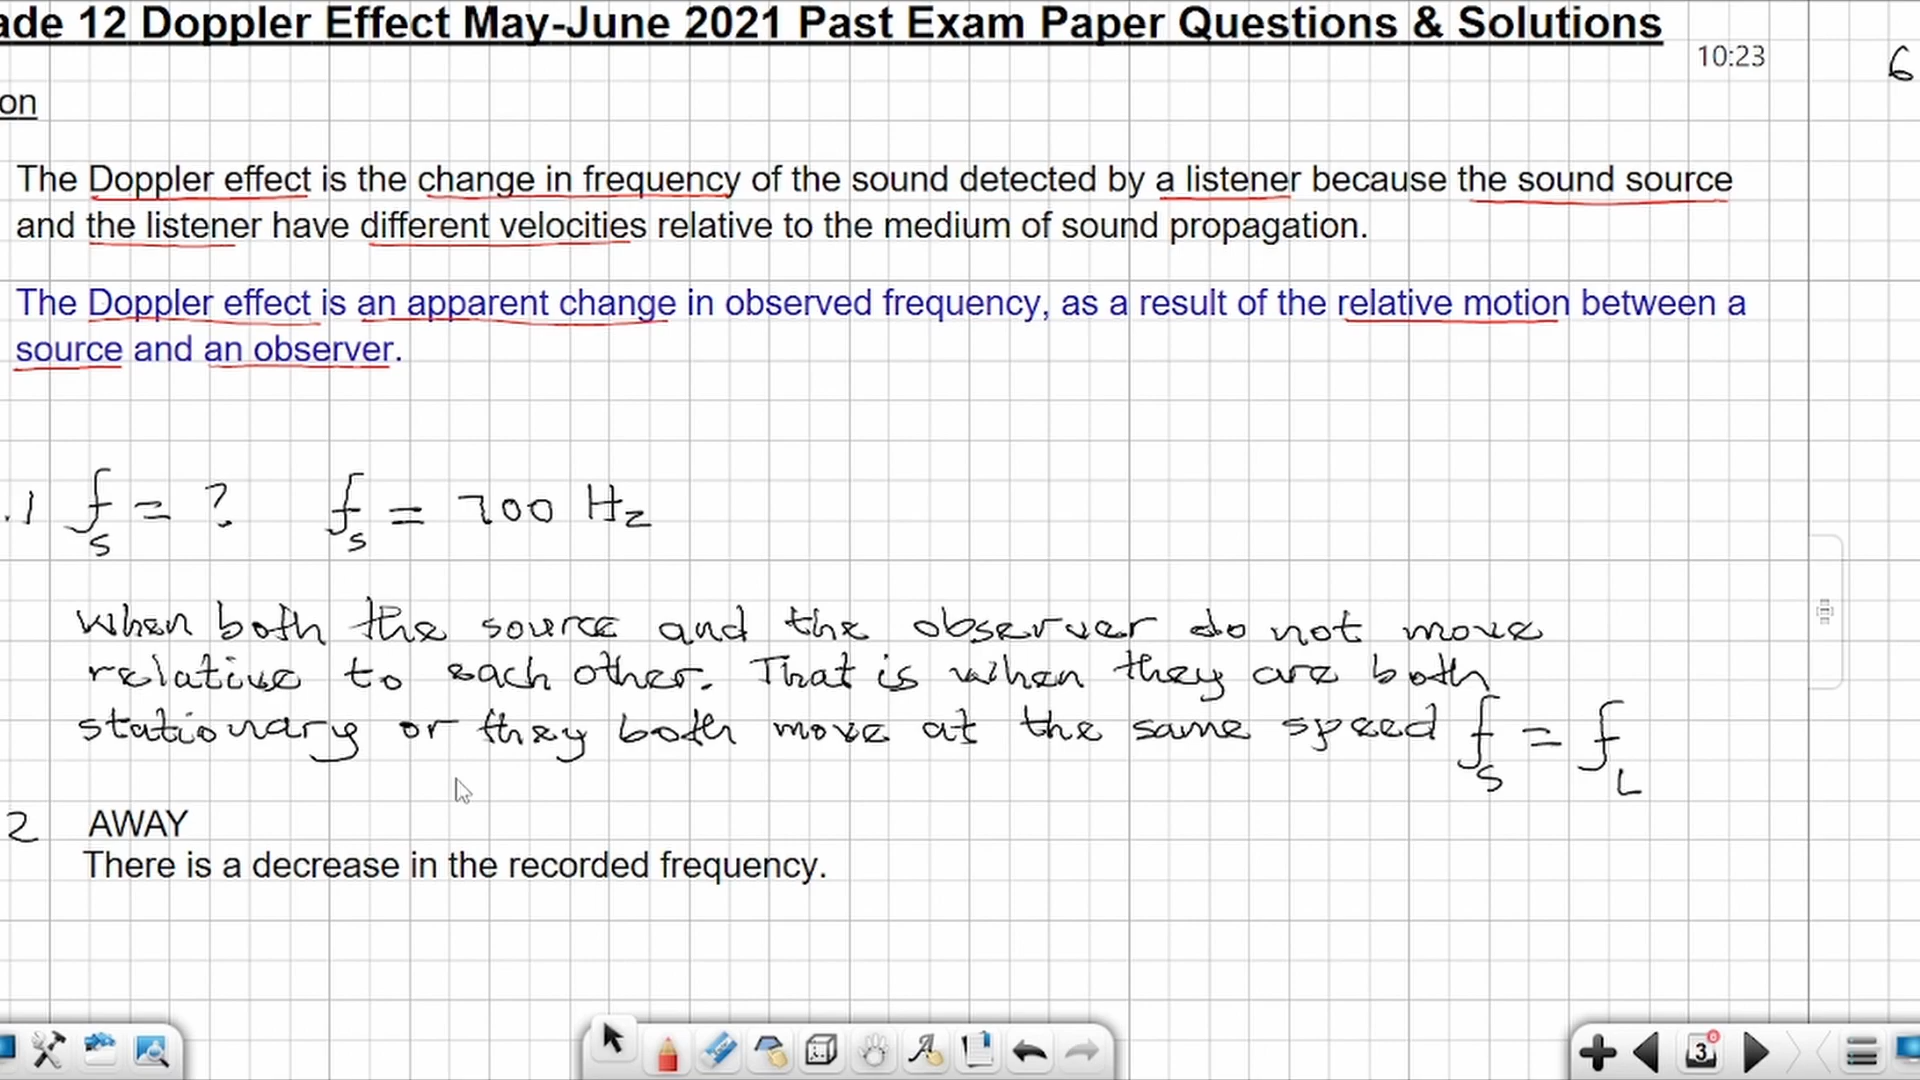 ade 12 Doppler Effect May-June 2021 Past Exam Paper Questions & Solutions
10:23
6
on
The Doppler effect is the change in frequency of the sound detected by a listener because the sound source
and the listener have different velocities relative to the medium of sound propagation.
The Doppler effect is an apparent change in observed frequency, as a result of the relative motion between a
source and an observer.
.1 fs = ? fs = 700 Hz
When both the source and the observer do not move
relative to each other. That is when they are both
stationary or they both move at the same speed fs = fL
2 AWAY
There is a decrease in the recorded frequency.
3